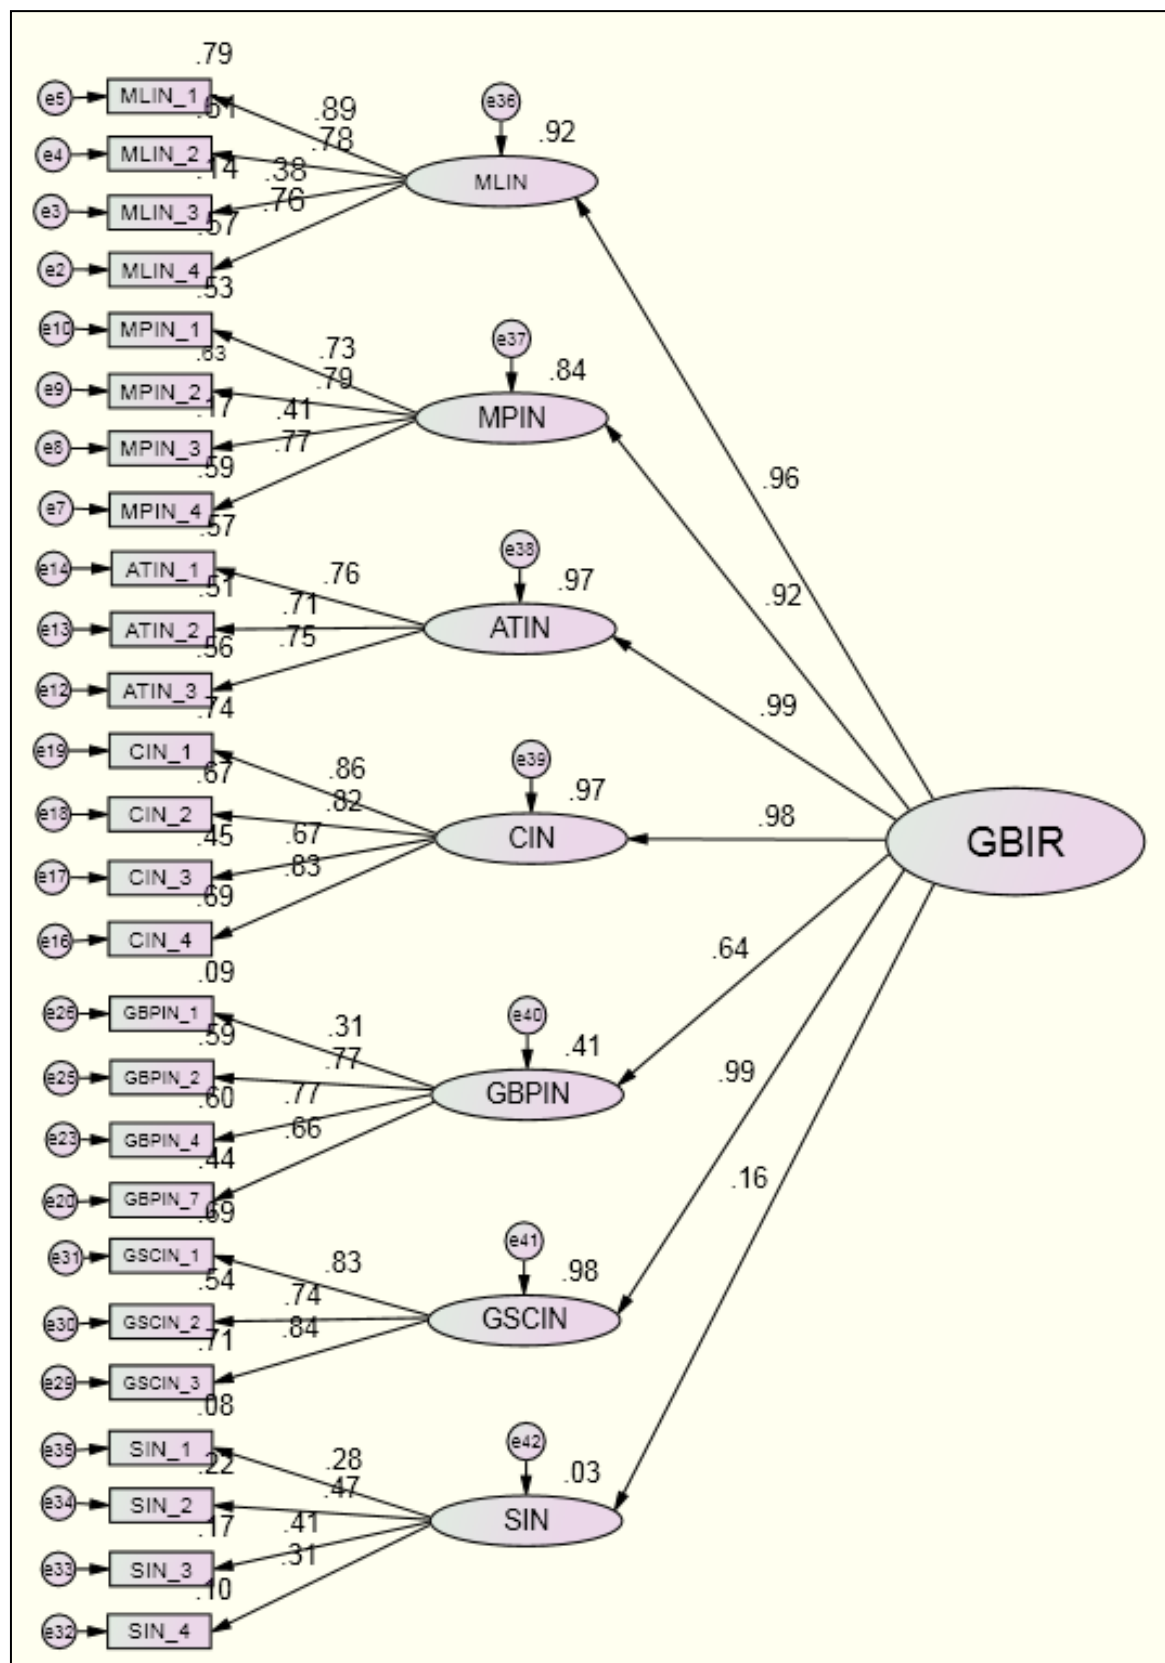 .79
e5 MLIN_1 .89 e36
.61 .92
e4 MLIN_2 .78 MLIN
.14 .38
e3 MLIN_3 .76
.57
e2 MLIN_4
.53
e10 MPIN_1 .73 e37
.63 .84
e9 MPIN_2 .79 MPIN
.17 .41
MPIN_3 .77 .96
.59
e7 MPIN_4
.57
e14 ATIN_1 .76 e38
.51 .97 .92
e13 ATIN_2 .71 ATIN
.56 .75
e12 ATIN_3 .99
.74
e19 CIN_1 .86 e39
.67 .97
e18 CIN_2 .82 CIN .98 GBIR
.45 .67
e17 CIN_3 .83
.69
e16 CIN_4 .64
.09
e26 GBPIN_1 .31 e40
.59 .41
e25 GBPIN_2 .77 GBPIN .99
.60 .77
e23 GBPIN_4 .66
.44
e20 GBPIN_7 .16
.69
e31 GSCIN_1 .83 e41
.54 .98
e30 GSCIN_2 .74 GSCIN
.71 .84
e29 GSCIN_3
.08
e35 SIN_1 .28 e42
.22 .03
e34 SIN_2 .47 SIN
.17 .41
e33 SIN_3 .31
.10
e32 SIN_4